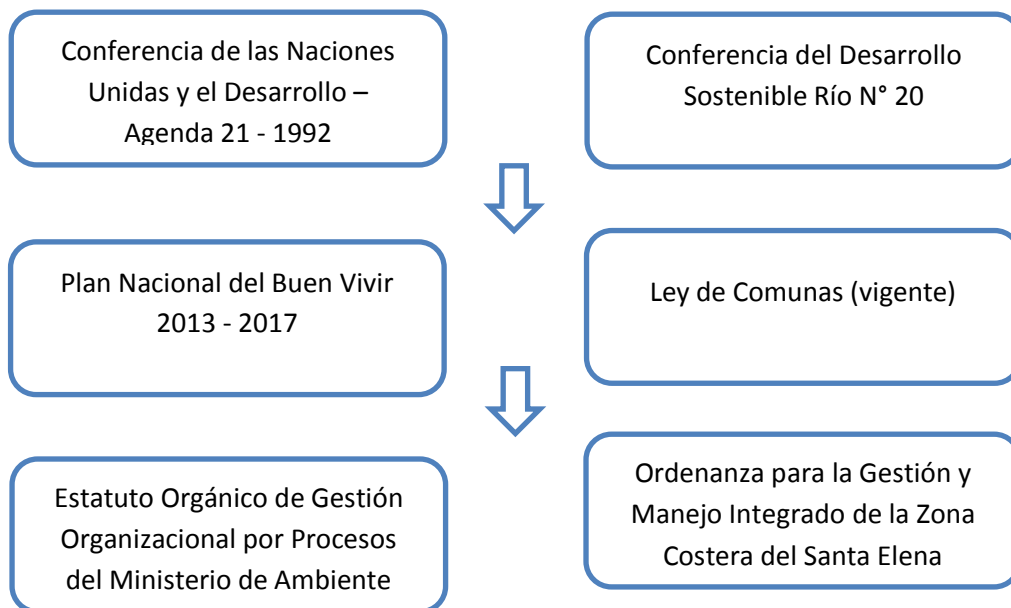 Conferencia de las Naciones
Unidas y el Desarrollo –
Agenda 21 - 1992
Conferencia del Desarrollo
Sostenible Río N° 20
Plan Nacional del Buen Vivir
2013 - 2017
Ley de Comunas (vigente)
Estatuto Orgánico de Gestión
Organizacional por Procesos
del Ministerio de Ambiente
Ordenanza para la Gestión y
Manejo Integrado de la Zona
Costera del Santa Elena